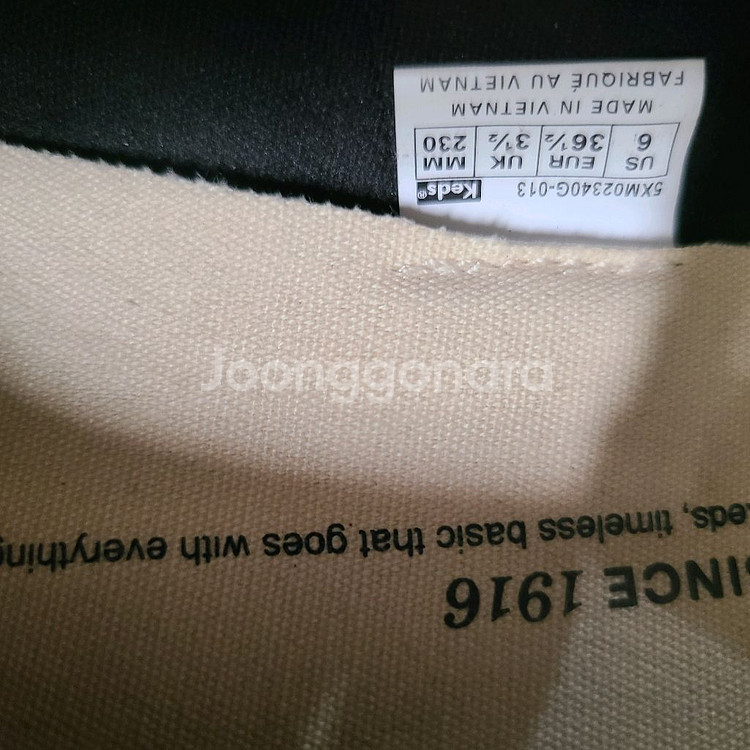 SINCE 1916
Keds, timeless basic that goes with everything
5XM02340G-013 Keds®
US EUR UK MM
6 36½ 3½ 230
MADE IN VIETNAM
FABRIQUÉ AU VIETNAM
Joonggonara